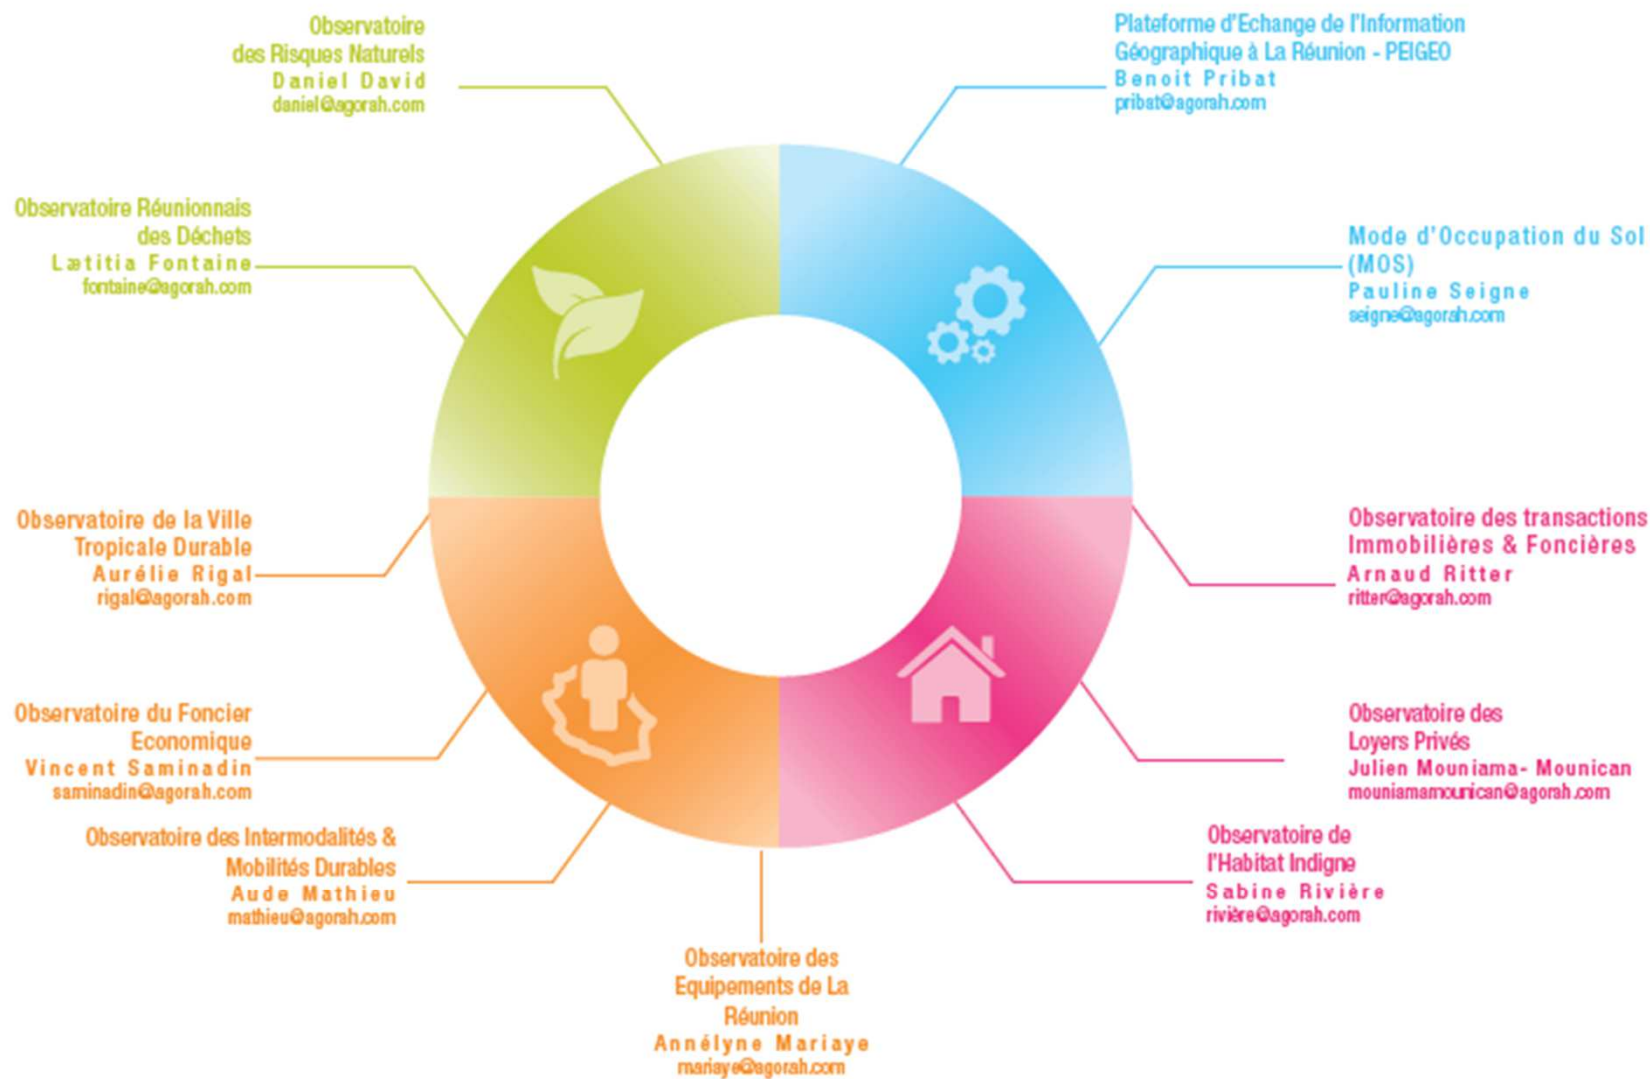 Observatoire
des Risques Naturels
Daniel David
daniel@agorah.com
Plateforme d'Echange de l'Information
Géographique à La Réunion - PEIGEO
Benoit Pribat
pribat@agorah.com
Observatoire Réunionnais
des Déchets
Lætitia Fontaine
fontaine@agorah.com
Mode d'Occupation du Sol
(MOS)
Pauline Seigne
seigne@agorah.com
Observatoire de la Ville
Tropicale Durable
Aurélie Rigal
rigal@agorah.com
Observatoire des transactions
Immobilières & Foncières
Arnaud Ritter
ritter@agorah.com
Observatoire du Foncier
Economique
Vincent Saminadin
saminadin@agorah.com
Observatoire des
Loyers Privés
Julien Mouniama- Mounican
mouniamamounican@agorah.com
Observatoire des Intermodalités &
Mobilités Durables
Aude Mathieu
mathieu@agorah.com
Observatoire de
l'Habitat Indigne
Sabine Rivière
rivière@agorah.com
Observatoire des
Equipements de La
Réunion
Annélyne Mariaye
mariaye@agorah.com